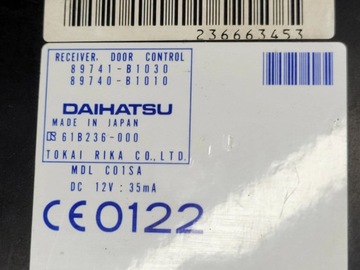 236663453
RECEIVER, DOOR CONTROL
89741-B1030
89740-B1010
DAIHATSU
MADE IN JAPAN
61B236-000
TOKAI RIKA CO.,LTD.
MDL C01SA
DC 12V: 35mA
CE0122